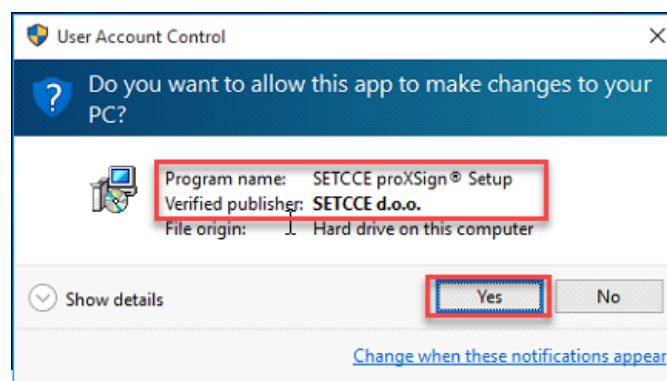 User Account Control
Do you want to allow this app to make changes to your
PC?
Program name: SETCCE proXSign® Setup
Verified publisher: SETCCE d.o.o.
File origin: Hard drive on this computer
Show details
Yes
No
Change when these notifications appear